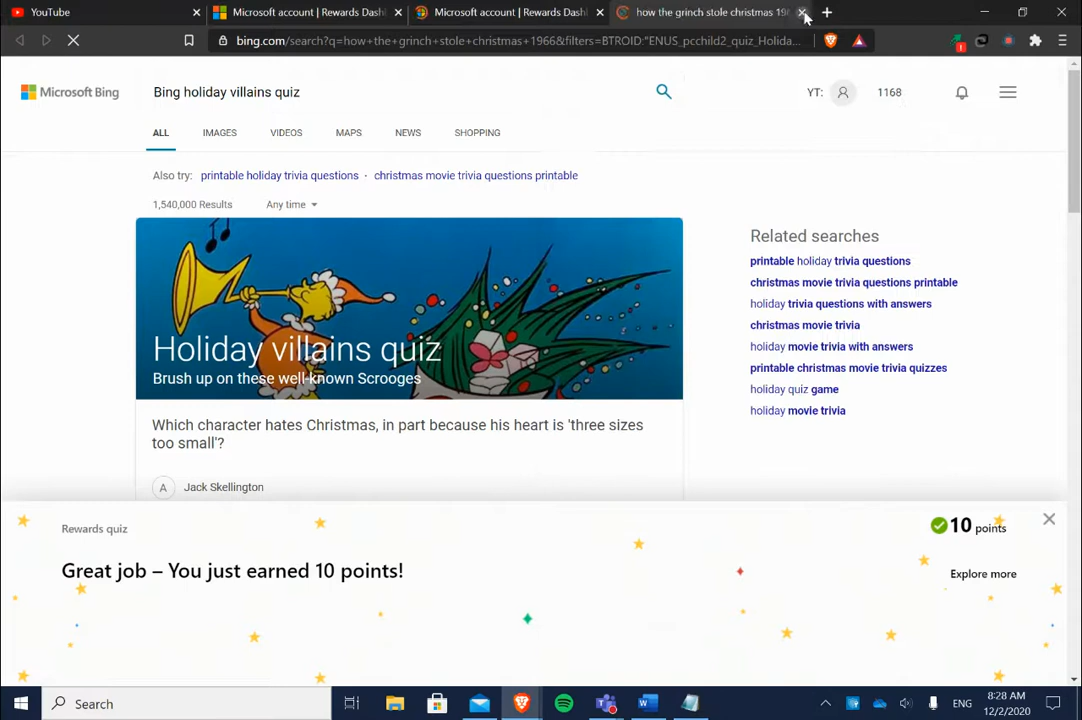 YouTube
Microsoft account | Rewards Dash
Microsoft account | Rewards Dash
how the grinch stole christmas 19
bing.com/search?q=how+the+grinch+stole+christmas+1966&filters=BTROID:"ENUS_pcchild2_quiz_Holida...
Microsoft Bing
Bing holiday villains quiz
YT:
1168
ALL
IMAGES
VIDEOS
MAPS
NEWS
SHOPPING
Also try: printable holiday trivia questions · christmas movie trivia questions printable
1,540,000 Results
Any time
Holiday villains quiz
Brush up on these well-known Scrooges
Which character hates Christmas, in part because his heart is 'three sizes
too small'?
A Jack Skellington
Related searches
printable holiday trivia questions
christmas movie trivia questions printable
holiday trivia questions with answers
christmas movie trivia
holiday movie trivia with answers
printable christmas movie trivia quizzes
holiday quiz game
holiday movie trivia
Rewards quiz
10 points
Great job – You just earned 10 points!
Explore more
Search
ENG
8:28 AM
12/2/2020